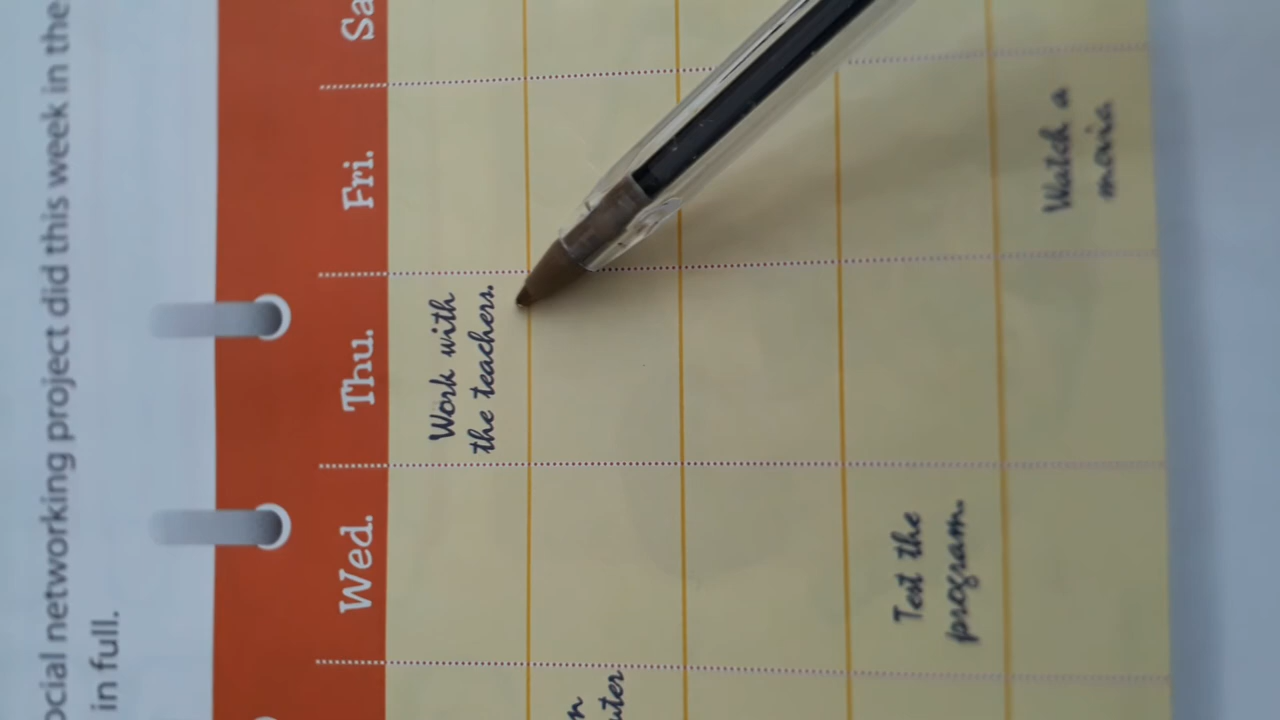 ocial networking project did this week in the
in full.
Wed. Thu. Fri. Sa
Work with
the teachers.
n
uter
Test the
program.
Watch a
movie